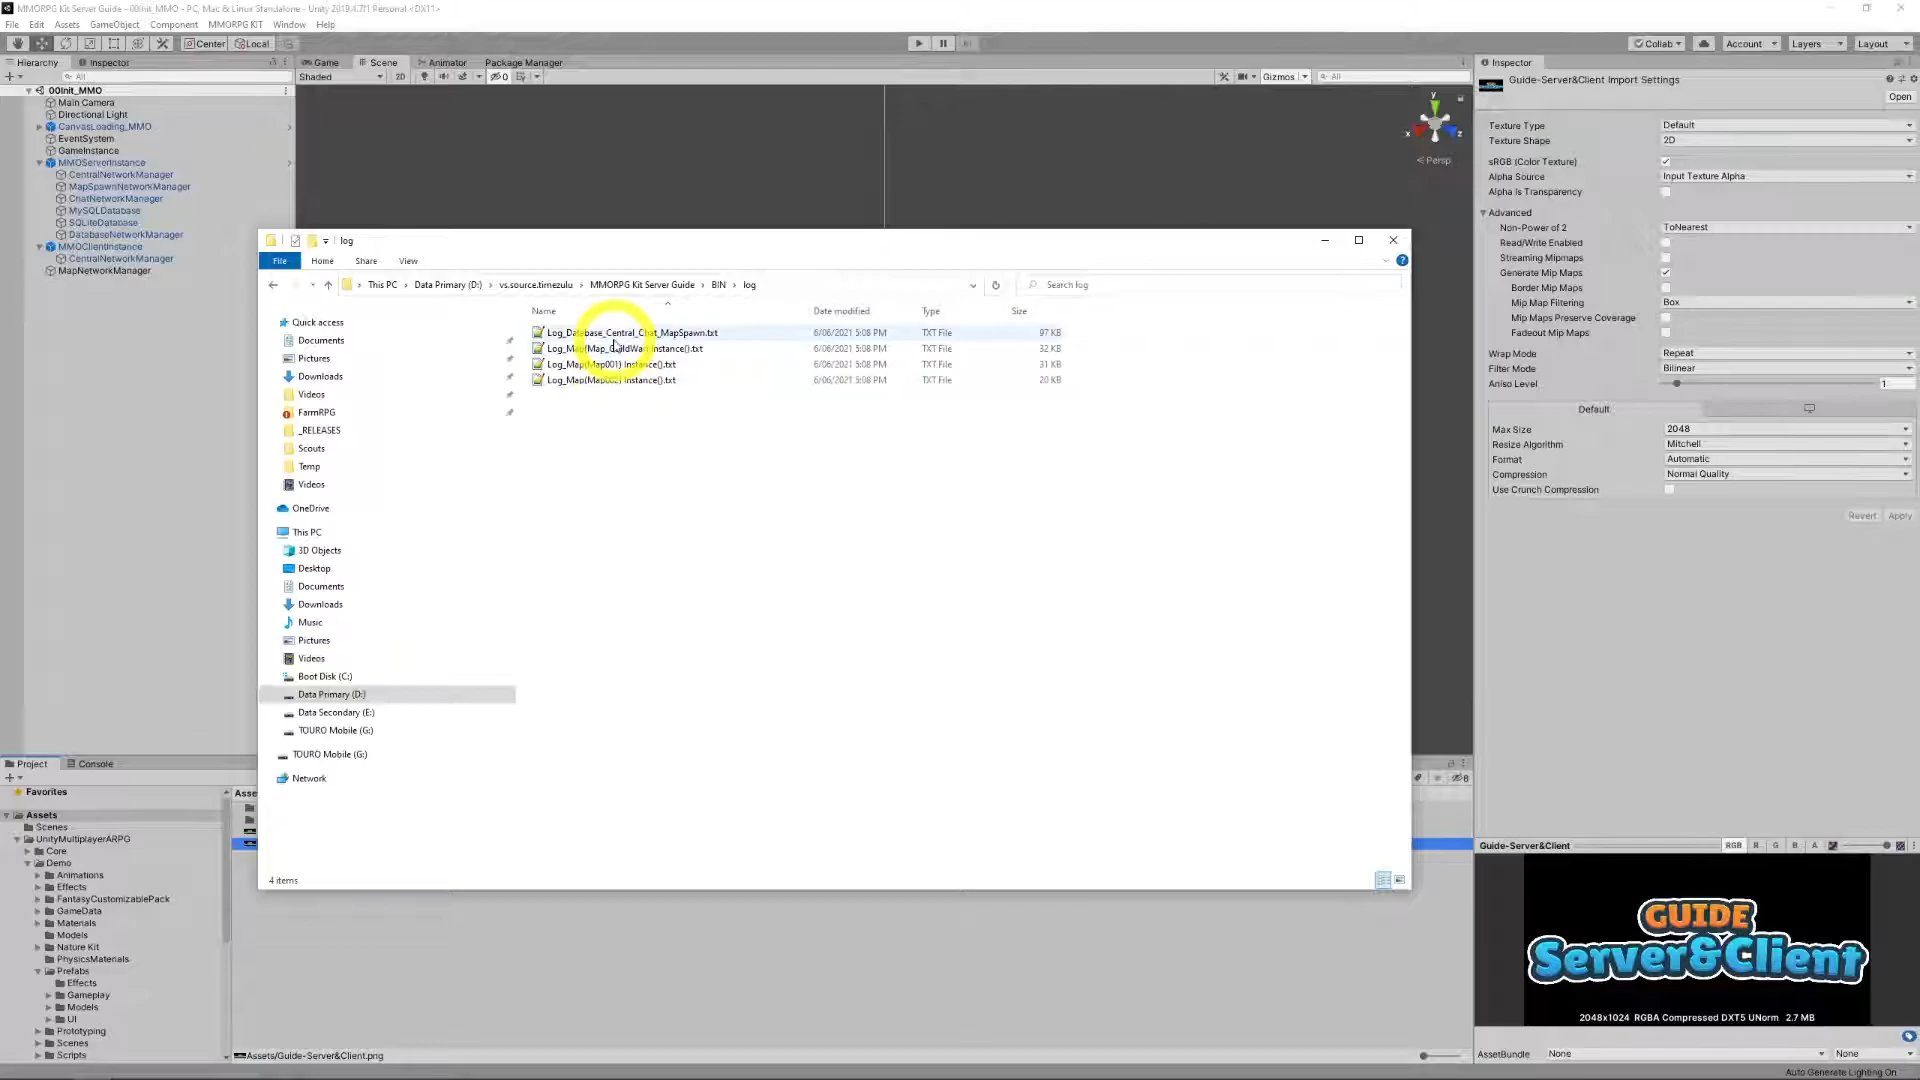 MMORPG Kit Server Guide - 00Init_MMO - PC, Mac & Linux Standalone - Unity 2019.4.7f1 Personal <DX11>
File Edit Assets GameObject Component MMORPG KIT Window Help
Center Local
Collab Account Layers Layout
Hierarchy Inspector
All
00Init_MMO
Main Camera
Directional Light
CanvasLoading_MMO
EventSystem
GameInstance
MMOServerInstance
CentralNetworkManager
MapSpawnNetworkManager
ChatNetworkManager
MySQLDatabase
SQLiteDatabase
DatabaseNetworkManager
MMOClientInstance
CentralNetworkManager
MapNetworkManager
Game Scene Animator Package Manager
Shaded 2D 0 Gizmos All
y
x z
< Persp
log
File Home Share View
This PC › Data Primary (D:) › vs.source.timezulu › MMORPG Kit Server Guide › BIN › log
Search log
Name Date modified Type Size
Log_Database_Central_Chat_MapSpawn.txt 6/06/2021 5:08 PM TXT File 97 KB
Log_Map(Map_GuildWar) Instance().txt 6/06/2021 5:08 PM TXT File 32 KB
Log_Map(Map001) Instance().txt 6/06/2021 5:08 PM TXT File 31 KB
Log_Map(Map002) Instance().txt 6/06/2021 5:08 PM TXT File 20 KB
Quick access
Documents
Pictures
Downloads
Videos
FarmRPG
_RELEASES
Scouts
Temp
Videos
OneDrive
This PC
3D Objects
Desktop
Documents
Downloads
Music
Pictures
Videos
Boot Disk (C:)
Data Primary (D:)
Data Secondary (E:)
TOURO Mobile (G:)
TOURO Mobile (G:)
Network
4 items
Project Console
Favorites
Assets
Scenes
UnityMultiplayerARPG
Core
Demo
Animations
Effects
FantasyCustomizablePack
GameData
Materials
Models
Nature Kit
PhysicsMaterials
Prefabs
Effects
Gameplay
Models
UI
Prototyping
Scenes
Scripts
Asse
8
Assets/Guide-Server&Client.png
Inspector
Guide-Server&Client Import Settings
Open
Texture Type Default
Texture Shape 2D
sRGB (Color Texture)
Alpha Source Input Texture Alpha
Alpha Is Transparency
Advanced
Non-Power of 2 ToNearest
Read/Write Enabled
Streaming Mipmaps
Generate Mip Maps
Border Mip Maps
Mip Map Filtering Box
Mip Maps Preserve Coverage
Fadeout Mip Maps
Wrap Mode Repeat
Filter Mode Bilinear
Aniso Level 1
Default
Max Size 2048
Resize Algorithm Mitchell
Format Automatic
Compression Normal Quality
Use Crunch Compression
Revert Apply
Guide-Server&Client RGB R G B A
GUIDE
Server&Client
2048x1024 RGBA Compressed DXT5 UNorm 2.7 MB
AssetBundle None None
Auto Generate Lighting On